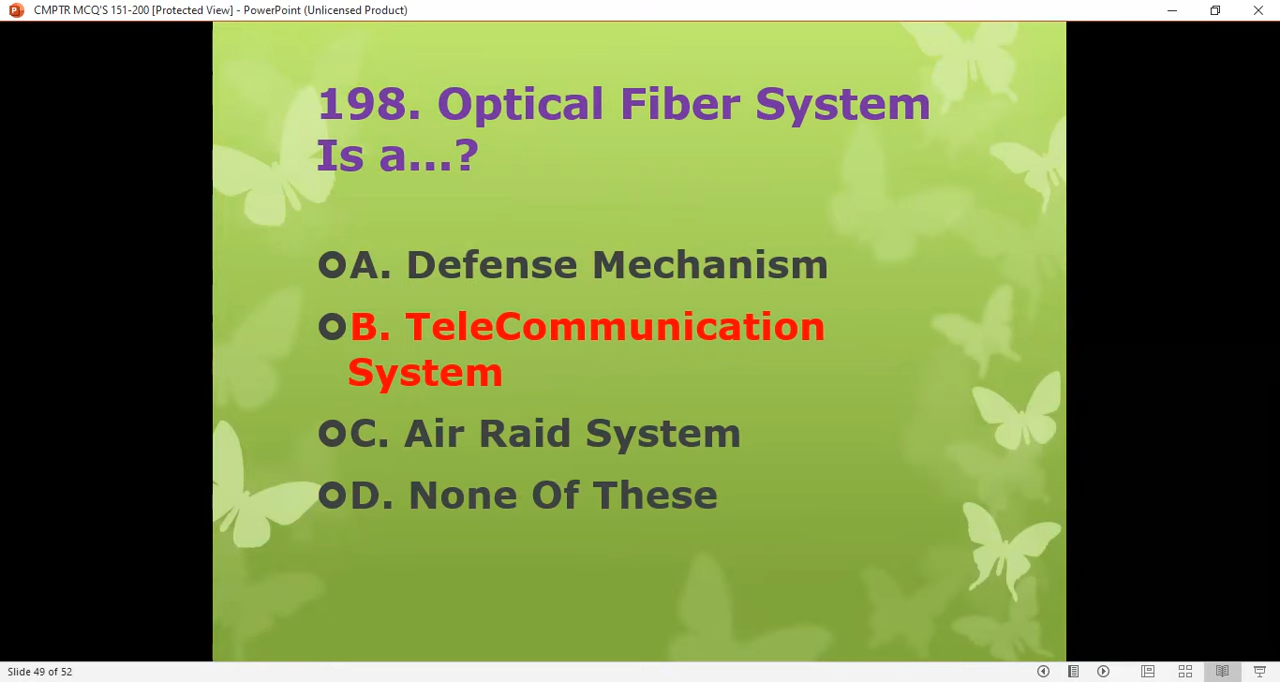 CMPTR MCQ'S 151-200 [Protected View] - PowerPoint (Unlicensed Product)
198. Optical Fiber System
Is a...?
A. Defense Mechanism
B. TeleCommunication
System
C. Air Raid System
D. None Of These
Slide 49 of 52